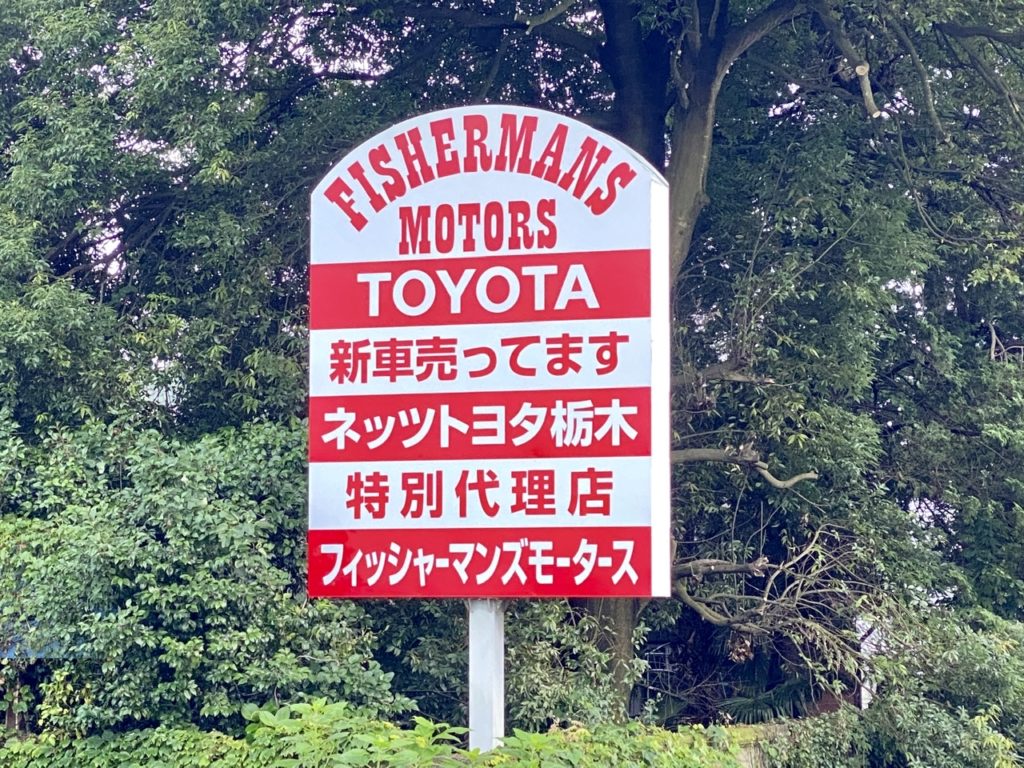 FISHERMANS
MOTORS
TOYOTA
新車売ってます
ネッツトヨタ栃木
特別代理店
フィッシャーマンズモータース